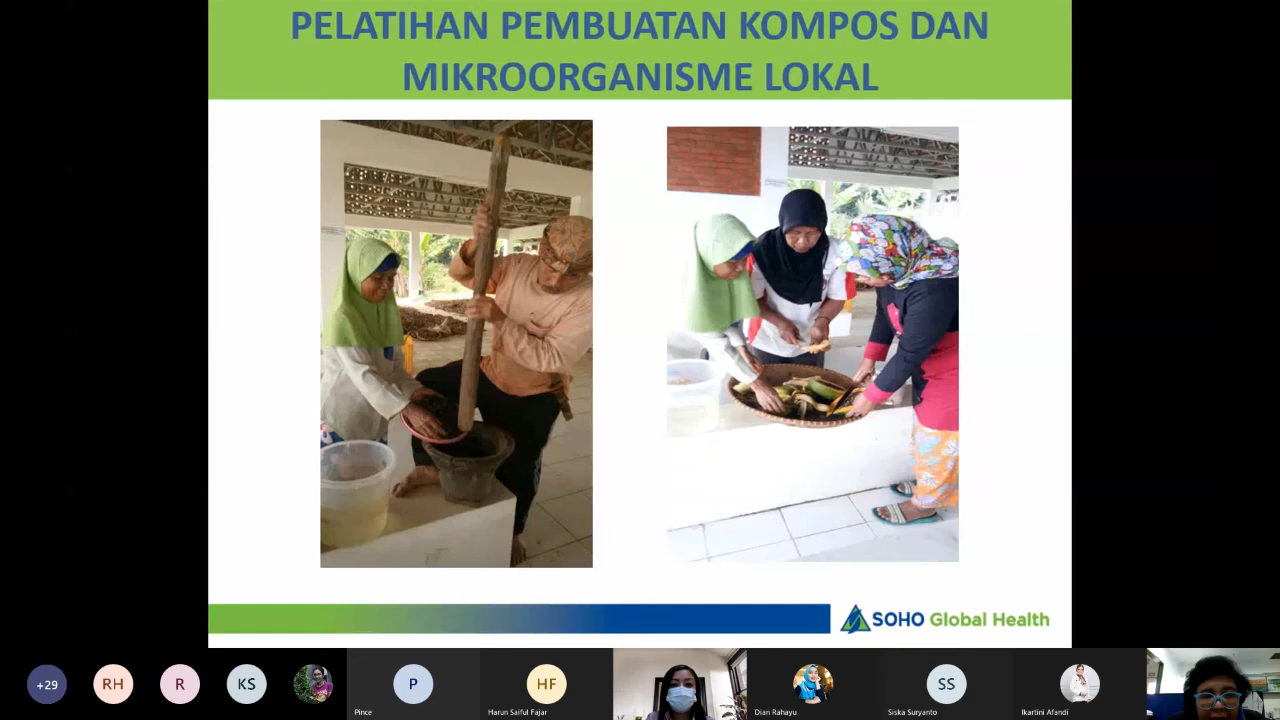 PELATIHAN PEMBUATAN KOMPOS DAN
MIKROORGANISME LOKAL
SOHO Global Health
+29
RH
R
KS
P
HF
SS
Pince
Harun Saiful Fajar
Dian Rahayu
Siska Suryanto
Ikartini Afandi